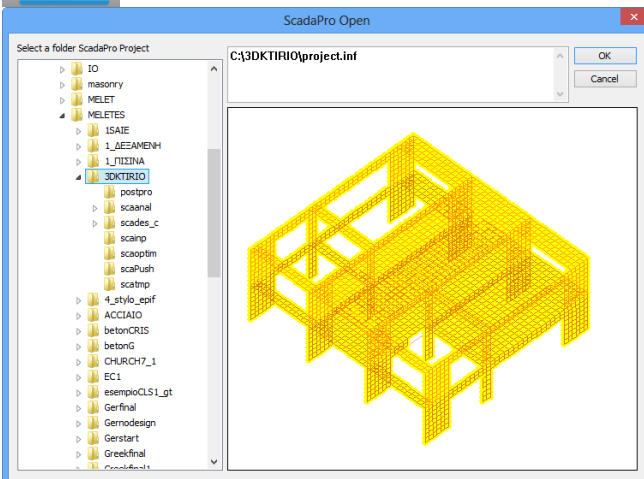 ScadaPro Open
Select a folder ScadaPro Project
C:\3DKTIRIO\project.inf
OK
Cancel
IO
masonry
MELET
MELETES
1SAIE
1_ΔΕΞΑΜΕΝΗ
1_ΠΙΣΙΝΑ
3DKTIRIO
postpro
scaanal
scades_c
scainp
scaoptim
scaPush
scatmp
4_stylo_epif
ACCIAIO
betonCRIS
betonG
CHURCH7_1
EC1
esempioCLS1_gt
Gerfinal
Gernodesign
Gerstart
Greekfinal
Greekfinal1